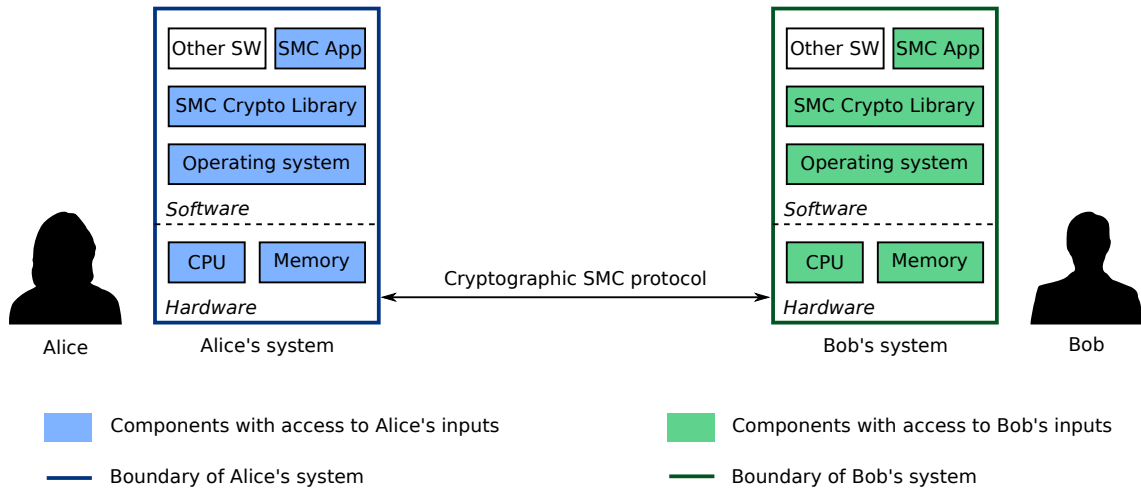 Other SW
SMC App
SMC Crypto Library
Operating system
Software
CPU
Memory
Hardware
Alice
Alice's system
Cryptographic SMC protocol
Other SW
SMC App
SMC Crypto Library
Operating system
Software
CPU
Memory
Hardware
Bob's system
Bob
Components with access to Alice's inputs
Components with access to Bob's inputs
Boundary of Alice's system
Boundary of Bob's system